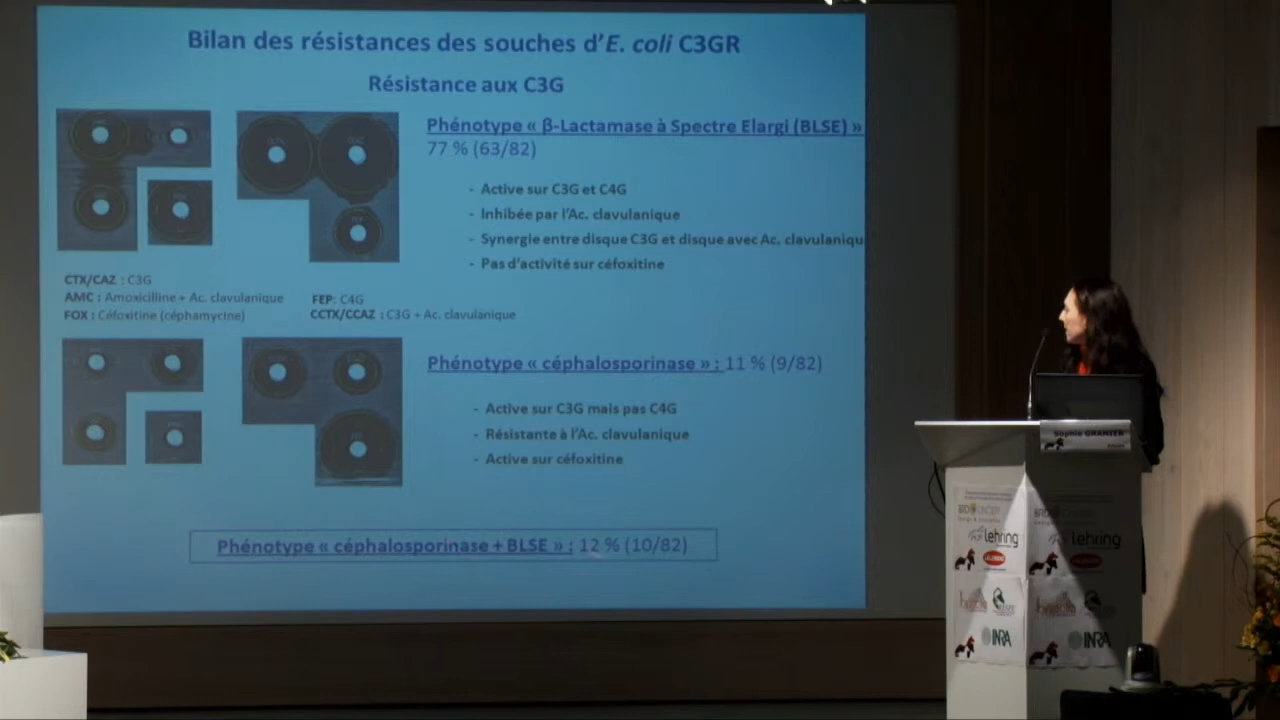 Bilan des résistances des souches d'E. coli C3GR
Résistance aux C3G
Phénotype « β-Lactamase à Spectre Elargi (BLSE) »
77 % (63/82)
- Active sur C3G et C4G
- Inhibée par l'Ac. clavulanique
- Synergie entre disque C3G et disque avec Ac. clavulaniqu
- Pas d'activité sur céfoxitine
CTX/CAZ : C3G
AMC : Amoxicilline + Ac. clavulanique
FOX : Céfoxitine (céphamycine)
FEP: C4G
CCTX/CCAZ : C3G + Ac. clavulanique
Phénotype « céphalosporinase » : 11 % (9/82)
- Active sur C3G mais pas C4G
- Résistante à l'Ac. clavulanique
- Active sur céfoxitine
Phénotype « céphalosporinase + BLSE » : 12 % (10/82)
Sophie GRANIER
lehring
lehring
INRA
INRA